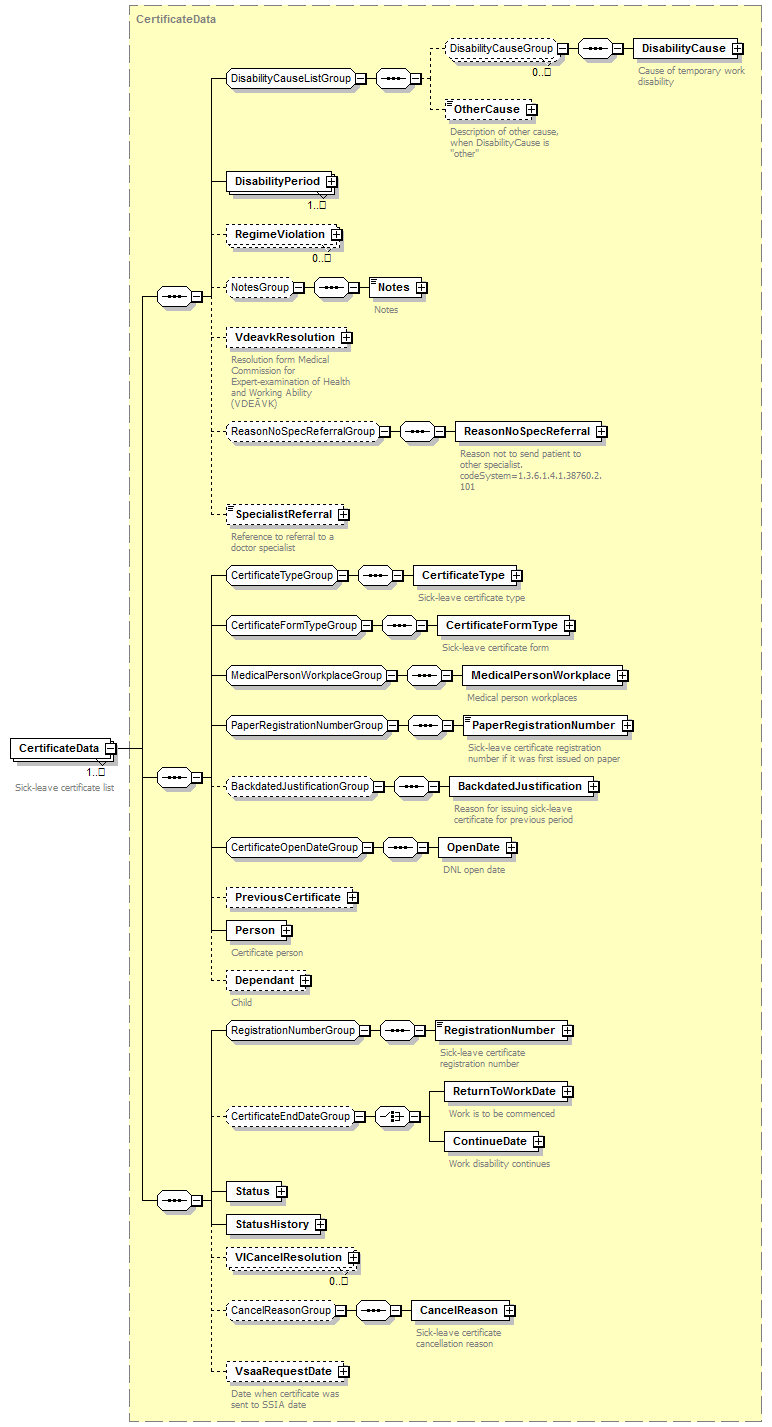 CertificateData
DisabilityCauseGroup
DisabilityCause
0..
Cause of temporary work
disability
DisabilityCauseListGroup
OtherCause
Description of other cause,
when DisabilityCause is
"other"
DisabilityPeriod
1..
RegimeViolation
0..
NotesGroup
Notes
Notes
VdeavkResolution
Resolution form Medical
Commission for
Expert-examination of Health
and Working Ability
(VDEĀVK)
ReasonNoSpecReferralGroup
ReasonNoSpecReferral
Reason not to send patient to
other specialist,
codeSystem=1.3.6.1.4.1.38760.2.
101
SpecialistReferral
Reference to referral to a
doctor specialist
CertificateTypeGroup
CertificateType
Sick-leave certificate type
CertificateFormTypeGroup
CertificateFormType
Sick-leave certificate form
MedicalPersonWorkplaceGroup
MedicalPersonWorkplace
Medical person workplaces
PaperRegistrationNumberGroup
PaperRegistrationNumber
Sick-leave certificate registration
number if it was first issued on paper
CertificateData
1..
Sick-leave certificate list
BackdatedJustificationGroup
BackdatedJustification
Reason for issuing sick-leave
certificate for previous period
CertificateOpenDateGroup
OpenDate
DNL open date
PreviousCertificate
Person
Certificate person
Dependant
Child
RegistrationNumberGroup
RegistrationNumber
Sick-leave certificate
registration number
ReturnToWorkDate
Work is to be commenced
CertificateEndDateGroup
ContinueDate
Work disability continues
Status
StatusHistory
VICancelResolution
0..
CancelReasonGroup
CancelReason
Sick-leave certificate
cancellation reason
VsaaRequestDate
Date when certificate was
sent to SSIA date